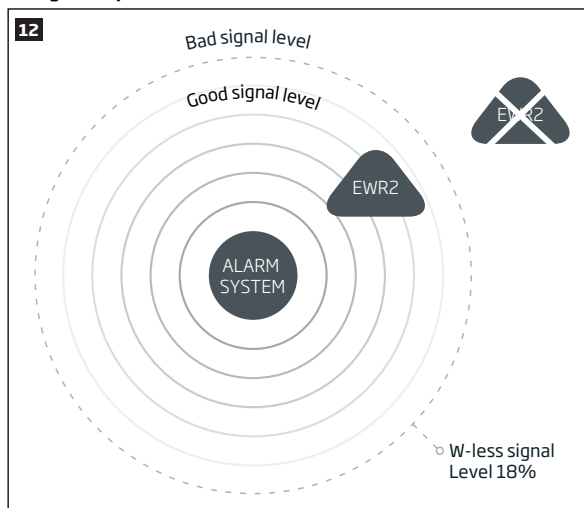 12
Bad signal level
Good signal level
EWR2
EWR2
ALARM
SYSTEM
W-less signal
Level 18%